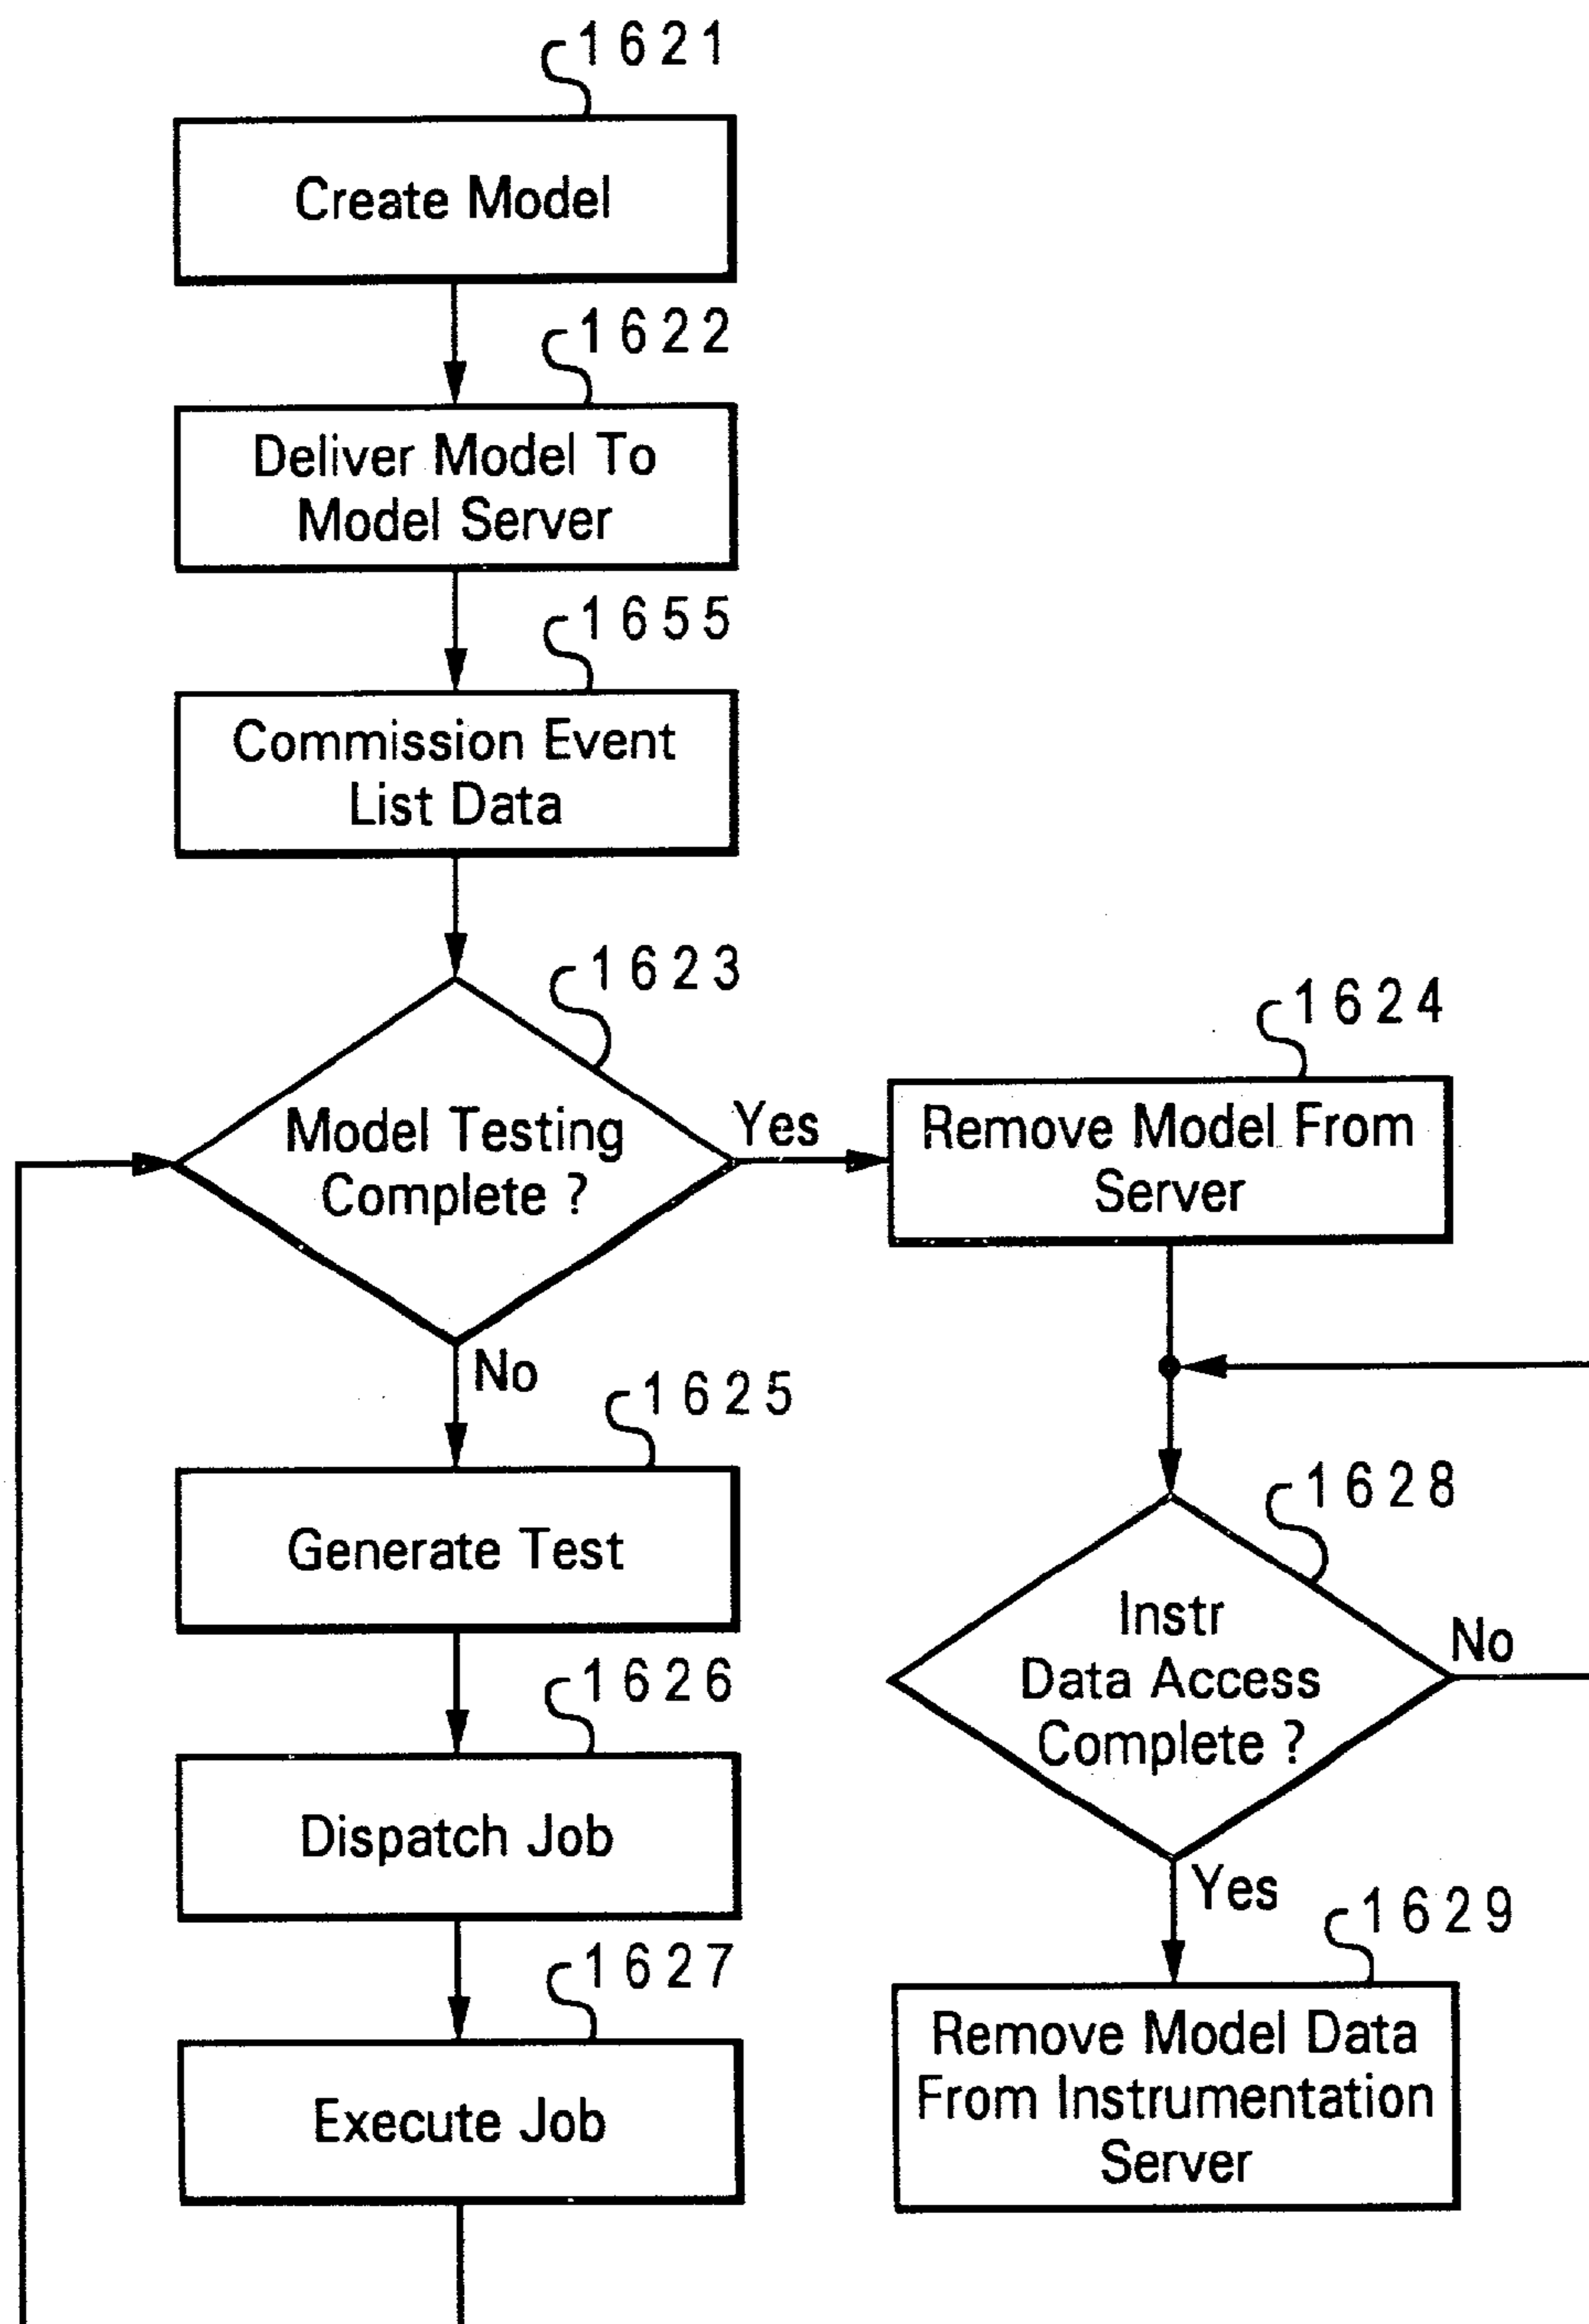 1621
Create Model
1622
Deliver Model To
Model Server
1655
Commission Event
List Data
1623
Model Testing
Complete ?
Yes
No
1624
Remove Model From
Server
1625
Generate Test
1626
Dispatch Job
1627
Execute Job
1628
Instr
Data Access
Complete ?
No
Yes
1629
Remove Model Data
From Instrumentation
Server